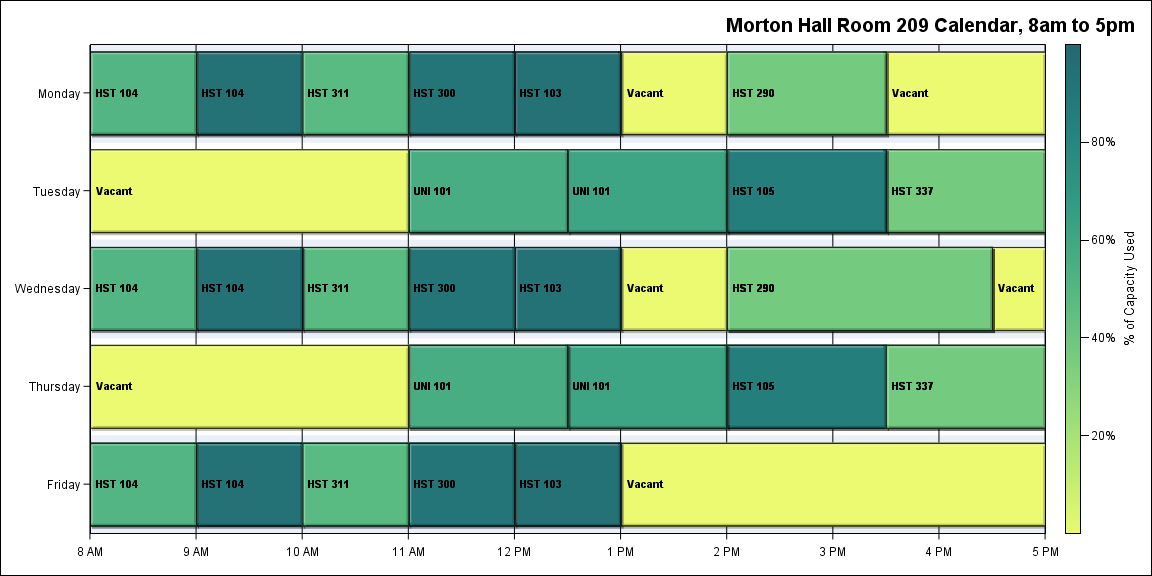 Morton Hall Room 209 Calendar, 8am to 5pm
Monday HST 104 HST 104 HST 311 HST 300 HST 103 Vacant HST 290 Vacant
80%
Tuesday Vacant UNI 101 UNI 101 HST 105 HST 337
60%
% of Capacity Used
Wednesday HST 104 HST 104 HST 311 HST 300 HST 103 Vacant HST 290 Vacant
40%
Thursday Vacant UNI 101 UNI 101 HST 105 HST 337
20%
Friday HST 104 HST 104 HST 311 HST 300 HST 103 Vacant
8 AM 9 AM 10 AM 11 AM 12 PM 1 PM 2 PM 3 PM 4 PM 5 PM